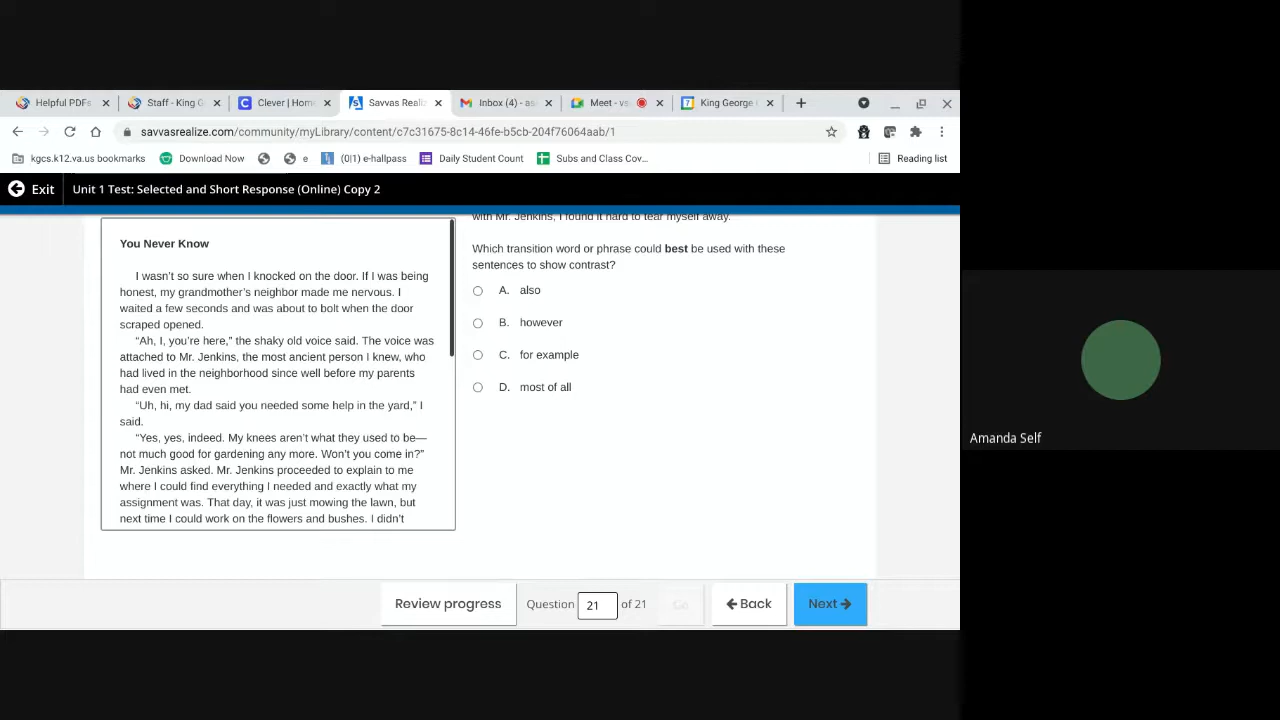 Helpful PDFs
Staff - King G
Clever | Hom
Savvas Realiz
Inbox (4) - as
Meet - vs
King George
savvasrealize.com/community/myLibrary/content/c7c31675-8c14-46fe-b5cb-204f76064aab/1
kgcs.k12.va.us bookmarks
Download Now
e
(0|1) e-hallpass
Daily Student Count
Subs and Class Cov...
Reading list
Exit
Unit 1 Test: Selected and Short Response (Online) Copy 2
You Never Know
I wasn't so sure when I knocked on the door. If I was being
honest, my grandmother's neighbor made me nervous. I
waited a few seconds and was about to bolt when the door
scraped opened.
“Ah, I, you're here,” the shaky old voice said. The voice was
attached to Mr. Jenkins, the most ancient person I knew, who
had lived in the neighborhood since well before my parents
had even met.
“Uh, hi, my dad said you needed some help in the yard,” I
said.
“Yes, yes, indeed. My knees aren't what they used to be—
not much good for gardening any more. Won't you come in?”
Mr. Jenkins asked. Mr. Jenkins proceeded to explain to me
where I could find everything I needed and exactly what my
assignment was. That day, it was just mowing the lawn, but
next time I could work on the flowers and bushes. I didn't
with Mr. Jenkins, I found it hard to tear myself away.
Which transition word or phrase could best be used with these
sentences to show contrast?
A. also
B. however
C. for example
D. most of all
Review progress
Question 21 of 21
Go
Back
Next
Amanda Self